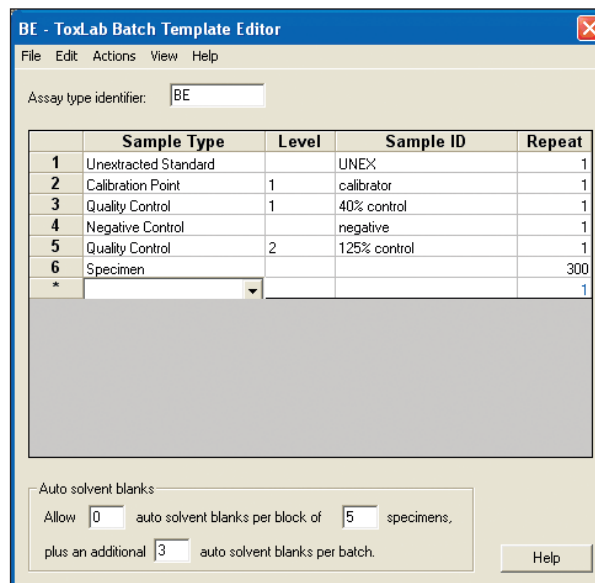 BE - ToxLab Batch Template Editor
File Edit Actions View Help
Assay type identifier: BE
Sample Type Level Sample ID Repeat
1 Unextracted Standard UNEX 1
2 Calibration Point 1 calibrator 1
3 Quality Control 1 40% control 1
4 Negative Control negative 1
5 Quality Control 2 125% control 1
6 Specimen 300
* 1
Auto solvent blanks
Allow 0 auto solvent blanks per block of 5 specimens,
plus an additional 3 auto solvent blanks per batch.
Help